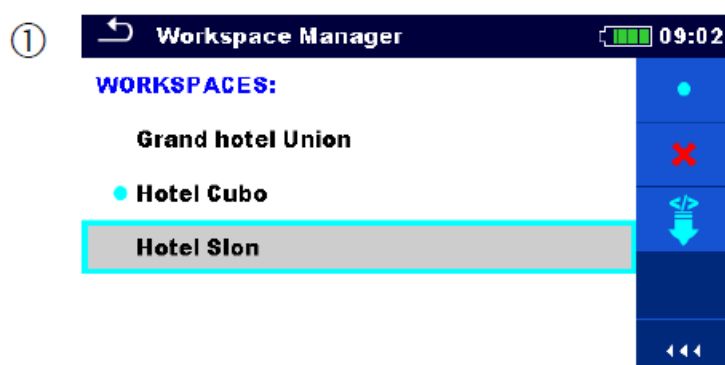 ①
Workspace Manager 09:02
WORKSPACES:
Grand hotel Union
Hotel Cubo
Hotel Slon